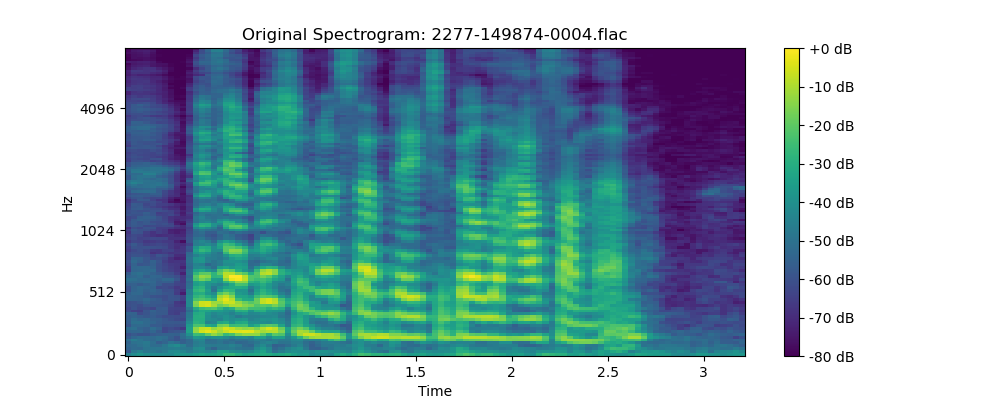 Original Spectrogram: 2277-149874-0004.flac
Hz
4096
2048
1024
512
0
0
0.5
1
1.5
2
2.5
3
Time
+0 dB
-10 dB
-20 dB
-30 dB
-40 dB
-50 dB
-60 dB
-70 dB
-80 dB